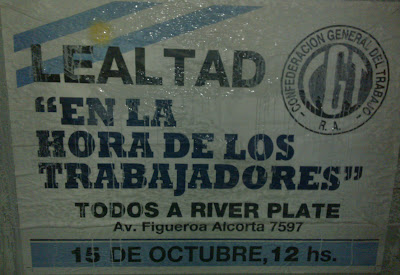 LEALTAD
CONFEDERACION GENERAL DEL TRABAJO
CGT
R. A.
"EN LA
HORA DE LOS
TRABAJADORES"
TODOS A RIVER PLATE
Av. Figueroa Alcorta 7597
15 DE OCTUBRE, 12 hs.